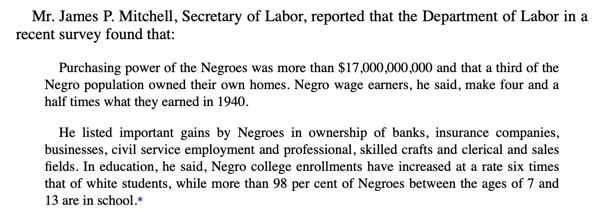 Mr. James P. Mitchell, Secretary of Labor, reported that the Department of Labor in a
recent survey found that:
Purchasing power of the Negroes was more than $17,000,000,000 and that a third of the
Negro population owned their own homes. Negro wage earners, he said, make four and a
half times what they earned in 1940.
He listed important gains by Negroes in ownership of banks, insurance companies,
businesses, civil service employment and professional, skilled crafts and clerical and sales
fields. In education, he said, Negro college enrollments have increased at a rate six times
that of white students, while more than 98 per cent of Negroes between the ages of 7 and
13 are in school.*